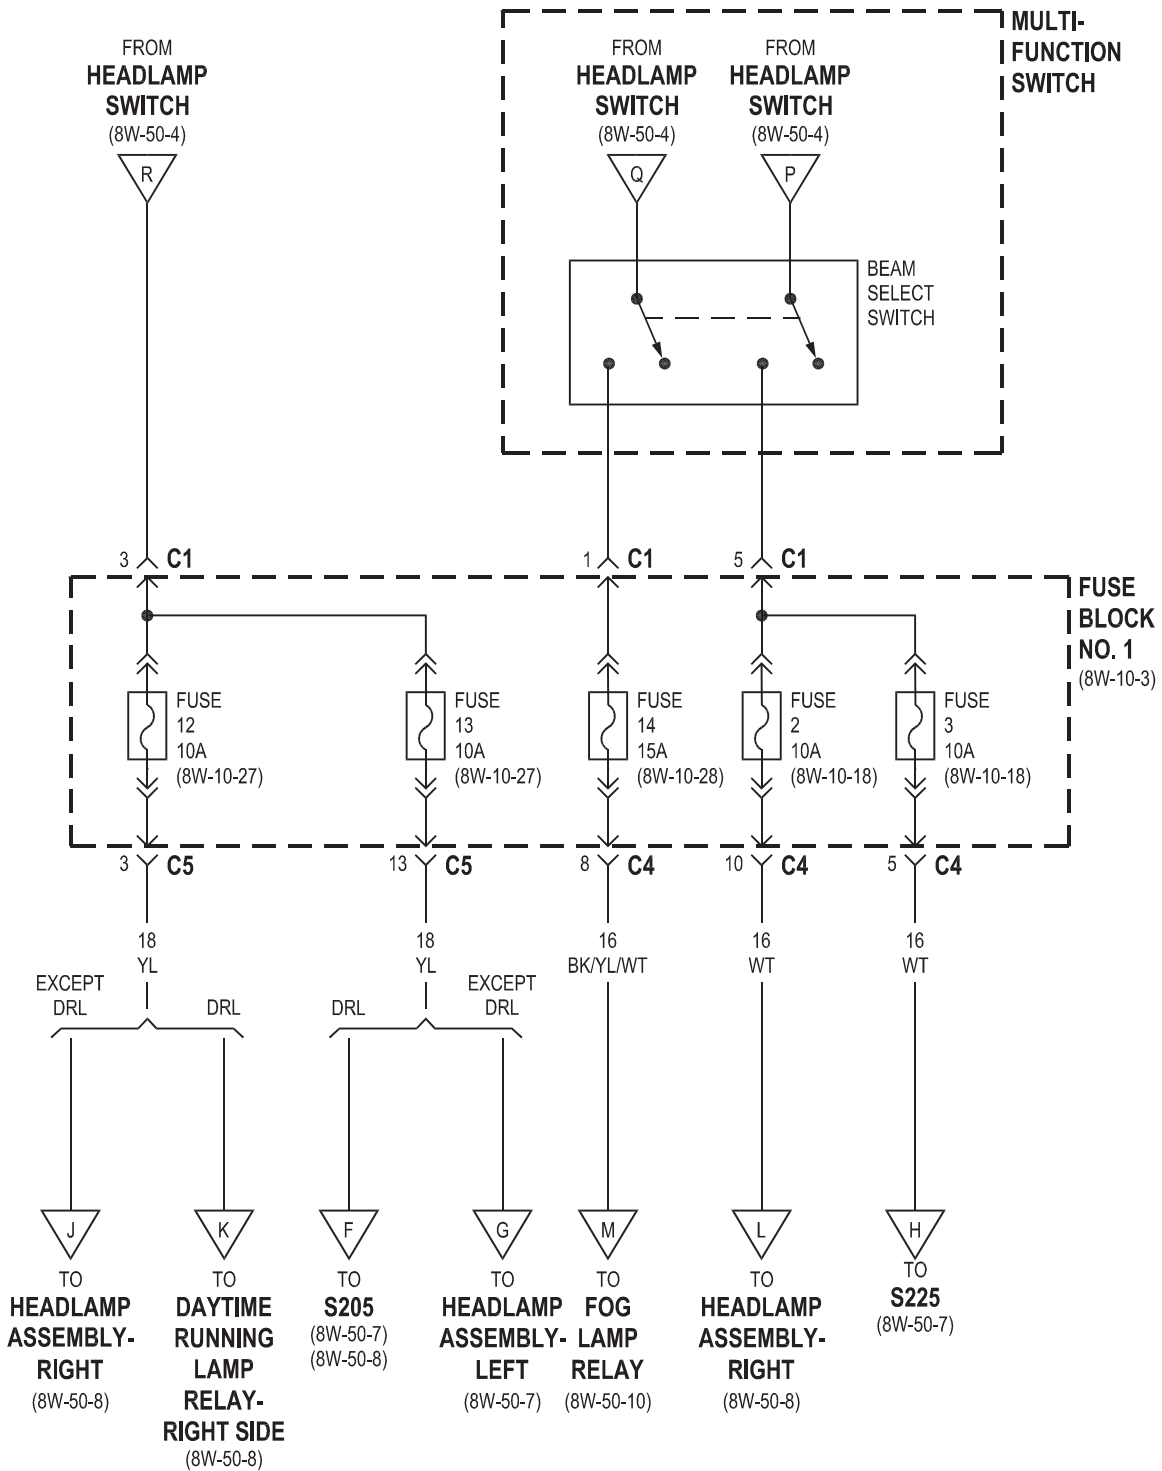 MULTI-
FUNCTION
SWITCH
FROM
HEADLAMP
SWITCH
(8W-50-4)
R
FROM
HEADLAMP
SWITCH
(8W-50-4)
Q
FROM
HEADLAMP
SWITCH
(8W-50-4)
P
BEAM
SELECT
SWITCH
3 C1
1 C1
5 C1
FUSE
BLOCK
NO. 1
(8W-10-3)
FUSE
12
10A
(8W-10-27)
FUSE
13
10A
(8W-10-27)
FUSE
14
15A
(8W-10-28)
FUSE
2
10A
(8W-10-18)
FUSE
3
10A
(8W-10-18)
3 C5
13 C5
8 C4
10 C4
5 C4
18
YL
18
YL
16
BK/YL/WT
16
WT
16
WT
EXCEPT
DRL
DRL
DRL
EXCEPT
DRL
J
TO
HEADLAMP
ASSEMBLY-
RIGHT
(8W-50-8)
K
TO
DAYTIME
RUNNING
LAMP
RELAY-
RIGHT SIDE
(8W-50-8)
F
TO
S205
(8W-50-7)
(8W-50-8)
G
TO
HEADLAMP
ASSEMBLY-
LEFT
(8W-50-7)
M
TO
FOG
LAMP
RELAY
(8W-50-10)
L
TO
HEADLAMP
ASSEMBLY-
RIGHT
(8W-50-8)
H
TO
S225
(8W-50-7)